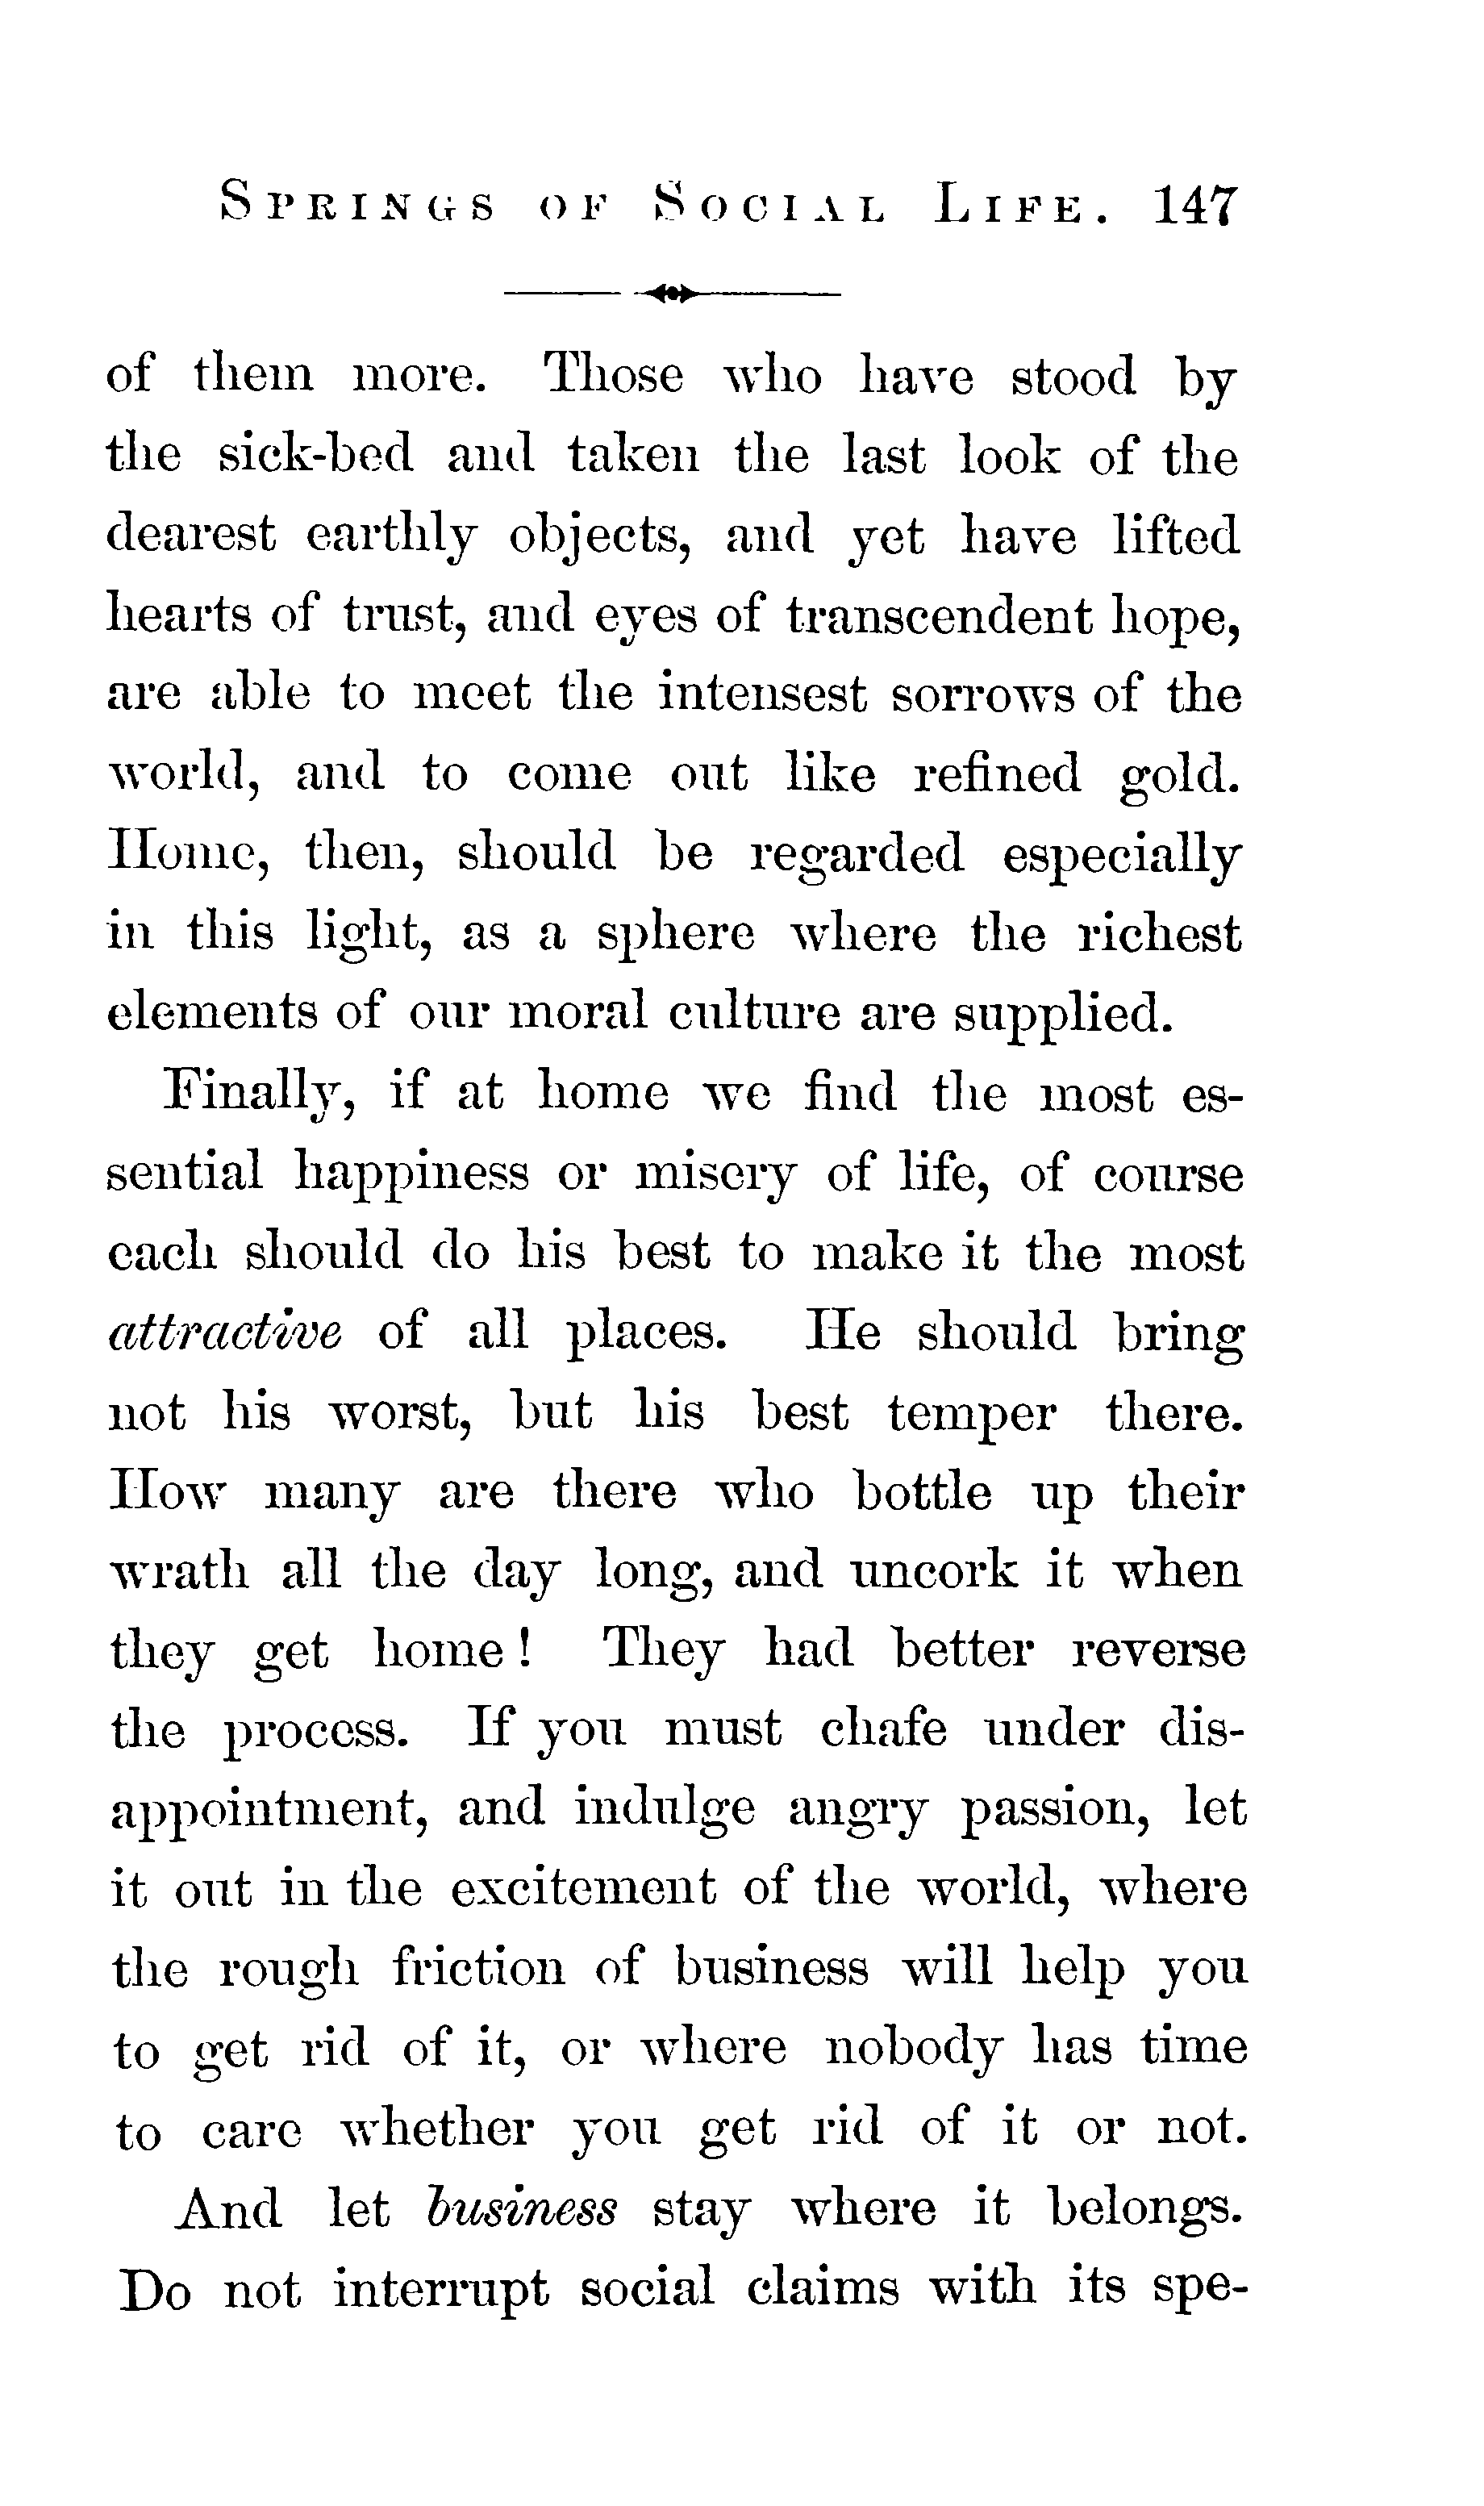 SPRINGS OF SOCIAL LIFE. 147
of them more. Those who have stood by
the sick-bed and taken the last look of the
dearest earthly objects, and yet have lifted
hearts of trust, and eyes of transcendent hope,
are able to meet the intensest sorrows of the
world, and to come out like refined gold.
Home, then, should be regarded especially
in this light, as a sphere where the richest
elements of our moral culture are supplied.
Finally, if at home we find the most es-
sential happiness or misery of life, of course
each should do his best to make it the most
attractive of all places. He should bring
not his worst, but his best temper there.
How many are there who bottle up their
wrath all the day long, and uncork it when
they get home! They had better reverse
the process. If you must chafe under dis-
appointment, and indulge angry passion, let
it out in the excitement of the world, where
the rough friction of business will help you
to get rid of it, or where nobody has time
to care whether you get rid of it or not.
And let business stay where it belongs.
Do not interrupt social claims with its spe-